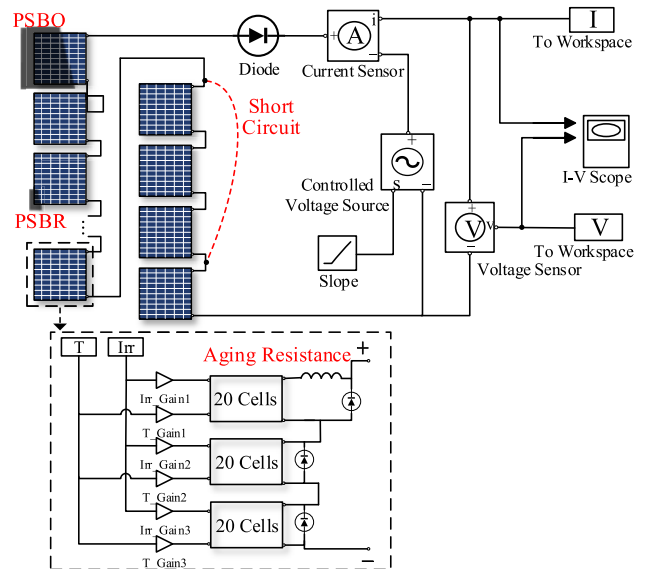 PSBO
i
A
+
−
I
To Workspace
Diode
Current Sensor
Short
Circuit
I-V Scope
+
S
−
Controlled
Voltage Source
PSBR
+
V
v
−
V
To Workspace
Voltage Sensor
Slope
T
Irr
Aging Resistance
+
Irr_Gain1
20 Cells
T_Gain1
Irr_Gain2
20 Cells
T_Gain2
Irr_Gain3
20 Cells
T_Gain3
−